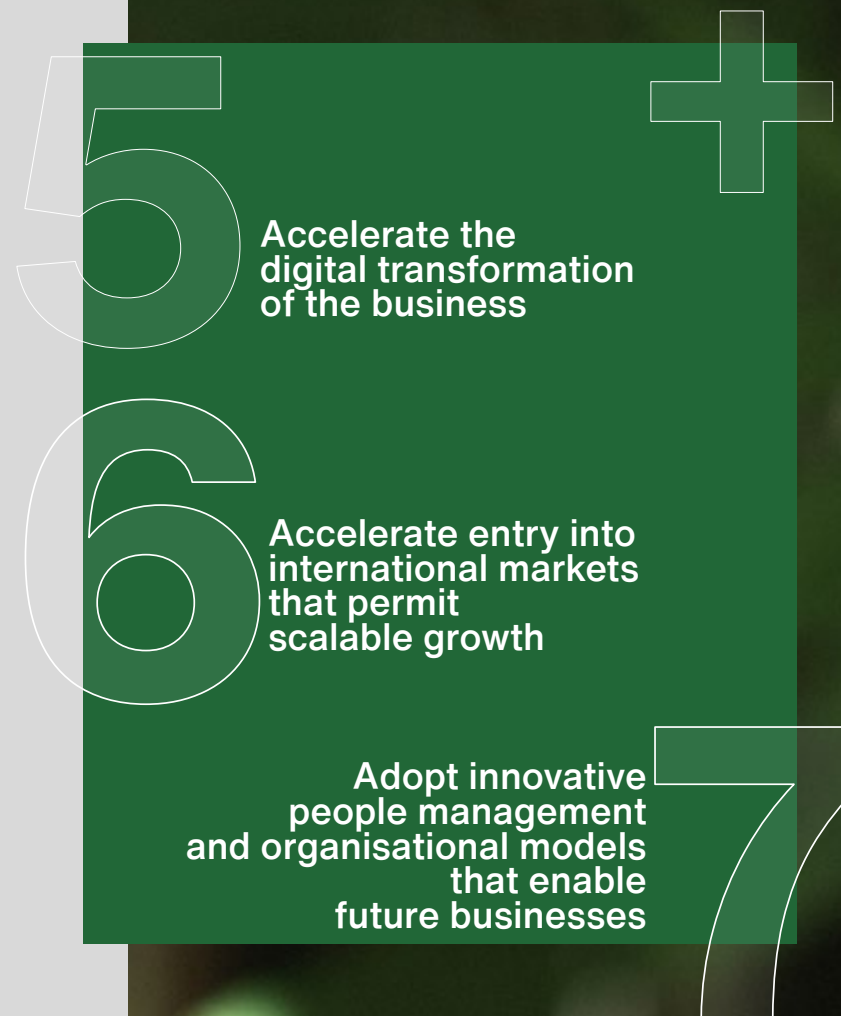 +
5
Accelerate the
digital transformation
of the business
6
Accelerate entry into
international markets
that permit
scalable growth
7
Adopt innovative
people management
and organisational models
that enable
future businesses